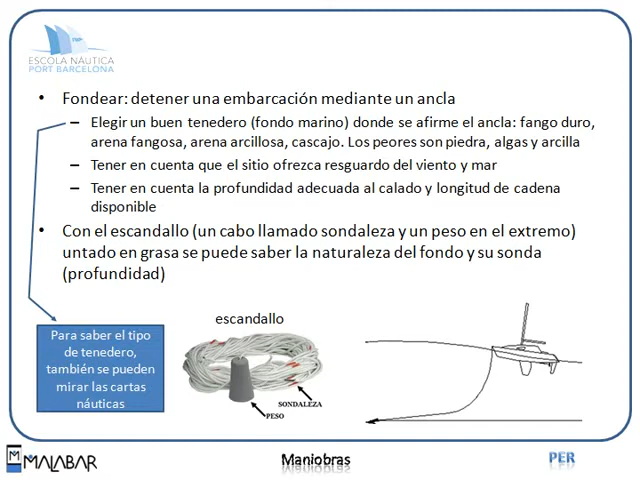 ESCOLA NÀUTICA
PORT BARCELONA
• Fondear: detener una embarcación mediante un ancla
– Elegir un buen tenedero (fondo marino) donde se afirme el ancla: fango duro,
arena fangosa, arena arcillosa, cascajo. Los peores son piedra, algas y arcilla
– Tener en cuenta que el sitio ofrezca resguardo del viento y mar
– Tener en cuenta la profundidad adecuada al calado y longitud de cadena
disponible
• Con el escandallo (un cabo llamado sondaleza y un peso en el extremo)
untado en grasa se puede saber la naturaleza del fondo y su sonda
(profundidad)
Para saber el tipo
de tenedero,
también se pueden
mirar las cartas
náuticas
escandallo
SONDALEZA
PESO
MALABAR
Maniobras
PER